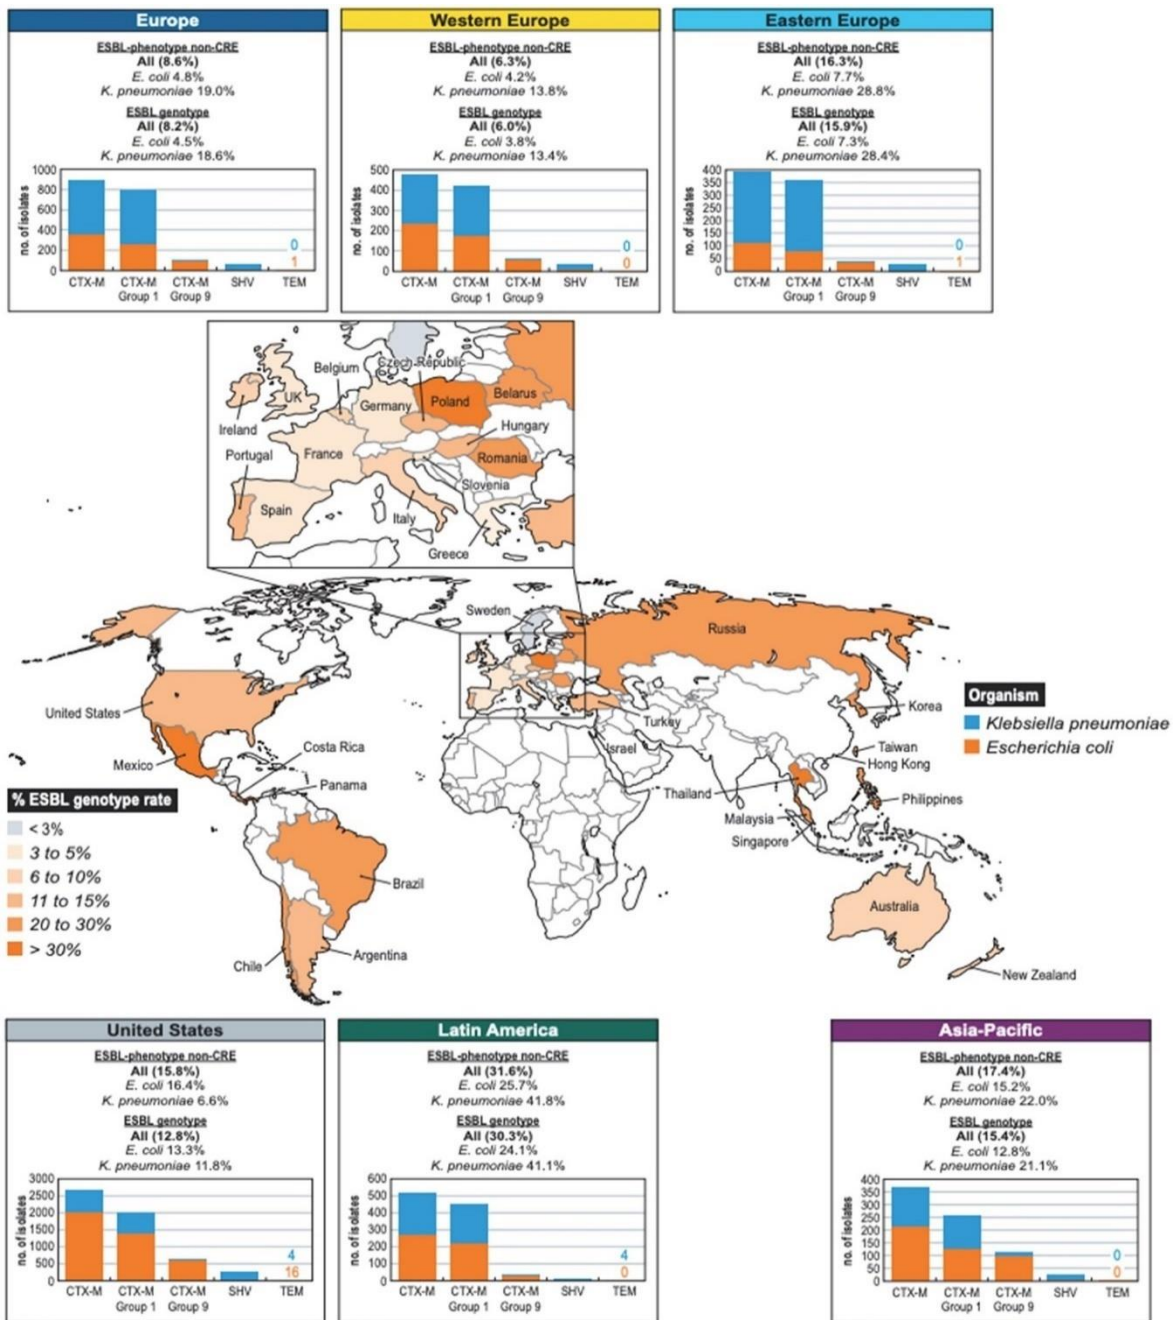 Europe
ESBL-phenotype non-CRE
All (8.6%)
E. coli 4.8%
K. pneumoniae 19.0%
ESBL genotype
All (8.2%)
E. coli 4.5%
K. pneumoniae 18.6%
no. of isolates
1000
800
600
400
200
0
0
1
CTX-M
CTX-M Group 1
CTX-M Group 9
SHV
TEM
Western Europe
ESBL-phenotype non-CRE
All (6.3%)
E. coli 4.2%
K. pneumoniae 13.8%
ESBL genotype
All (6.0%)
E. coli 3.8%
K. pneumoniae 13.4%
no. of isolates
500
400
300
200
100
0
0
0
CTX-M
CTX-M Group 1
CTX-M Group 9
SHV
TEM
Eastern Europe
ESBL-phenotype non-CRE
All (16.3%)
E. coli 7.7%
K. pneumoniae 28.8%
ESBL genotype
All (15.9%)
E. coli 7.3%
K. pneumoniae 28.4%
no. of isolates
400
350
300
250
200
150
100
50
0
0
1
CTX-M
CTX-M Group 1
CTX-M Group 9
SHV
TEM
Belgium
Czech Republic
UK
Germany
Poland
Belarus
Ireland
Hungary
Portugal
France
Romania
Slovenia
Spain
Italy
Greece
Sweden
Russia
United States
Turkey
Korea
Israel
Mexico
Costa Rica
Taiwan
Hong Kong
Panama
Thailand
Philippines
Malaysia
Singapore
Brazil
Australia
Argentina
Chile
New Zealand
Organism
Klebsiella pneumoniae
Escherichia coli
% ESBL genotype rate
< 3%
3 to 5%
6 to 10%
11 to 15%
20 to 30%
> 30%
United States
ESBL-phenotype non-CRE
All (15.8%)
E. coli 16.4%
K. pneumoniae 6.6%
ESBL genotype
All (12.8%)
E. coli 13.3%
K. pneumoniae 11.8%
no. of isolates
3000
2500
2000
1500
1000
500
0
4
16
CTX-M
CTX-M Group 1
CTX-M Group 9
SHV
TEM
Latin America
ESBL-phenotype non-CRE
All (31.6%)
E. coli 25.7%
K. pneumoniae 41.8%
ESBL genotype
All (30.3%)
E. coli 24.1%
K. pneumoniae 41.1%
no. of isolates
600
500
400
300
200
100
0
4
0
CTX-M
CTX-M Group 1
CTX-M Group 9
SHV
TEM
Asia-Pacific
ESBL-phenotype non-CRE
All (17.4%)
E. coli 15.2%
K. pneumoniae 22.0%
ESBL genotype
All (15.4%)
E. coli 12.8%
K. pneumoniae 21.1%
no. of isolates
400
350
300
250
200
150
100
50
0
0
0
CTX-M
CTX-M Group 1
CTX-M Group 9
SHV
TEM